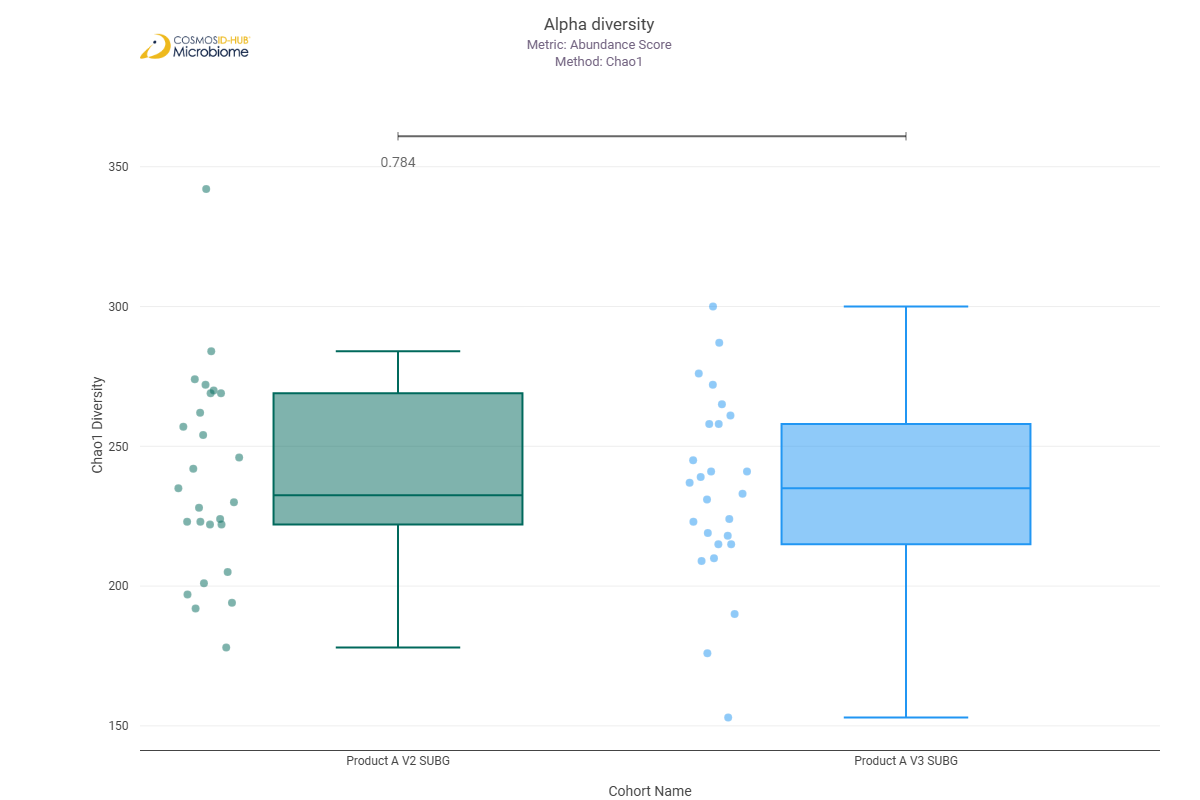 COSMOSID-HUB
Microbiome
Alpha diversity
Metric: Abundance Score
Method: Chao1
0.784
350
300
250
200
150
Chao1 Diversity
Product A V2 SUBG
Product A V3 SUBG
Cohort Name